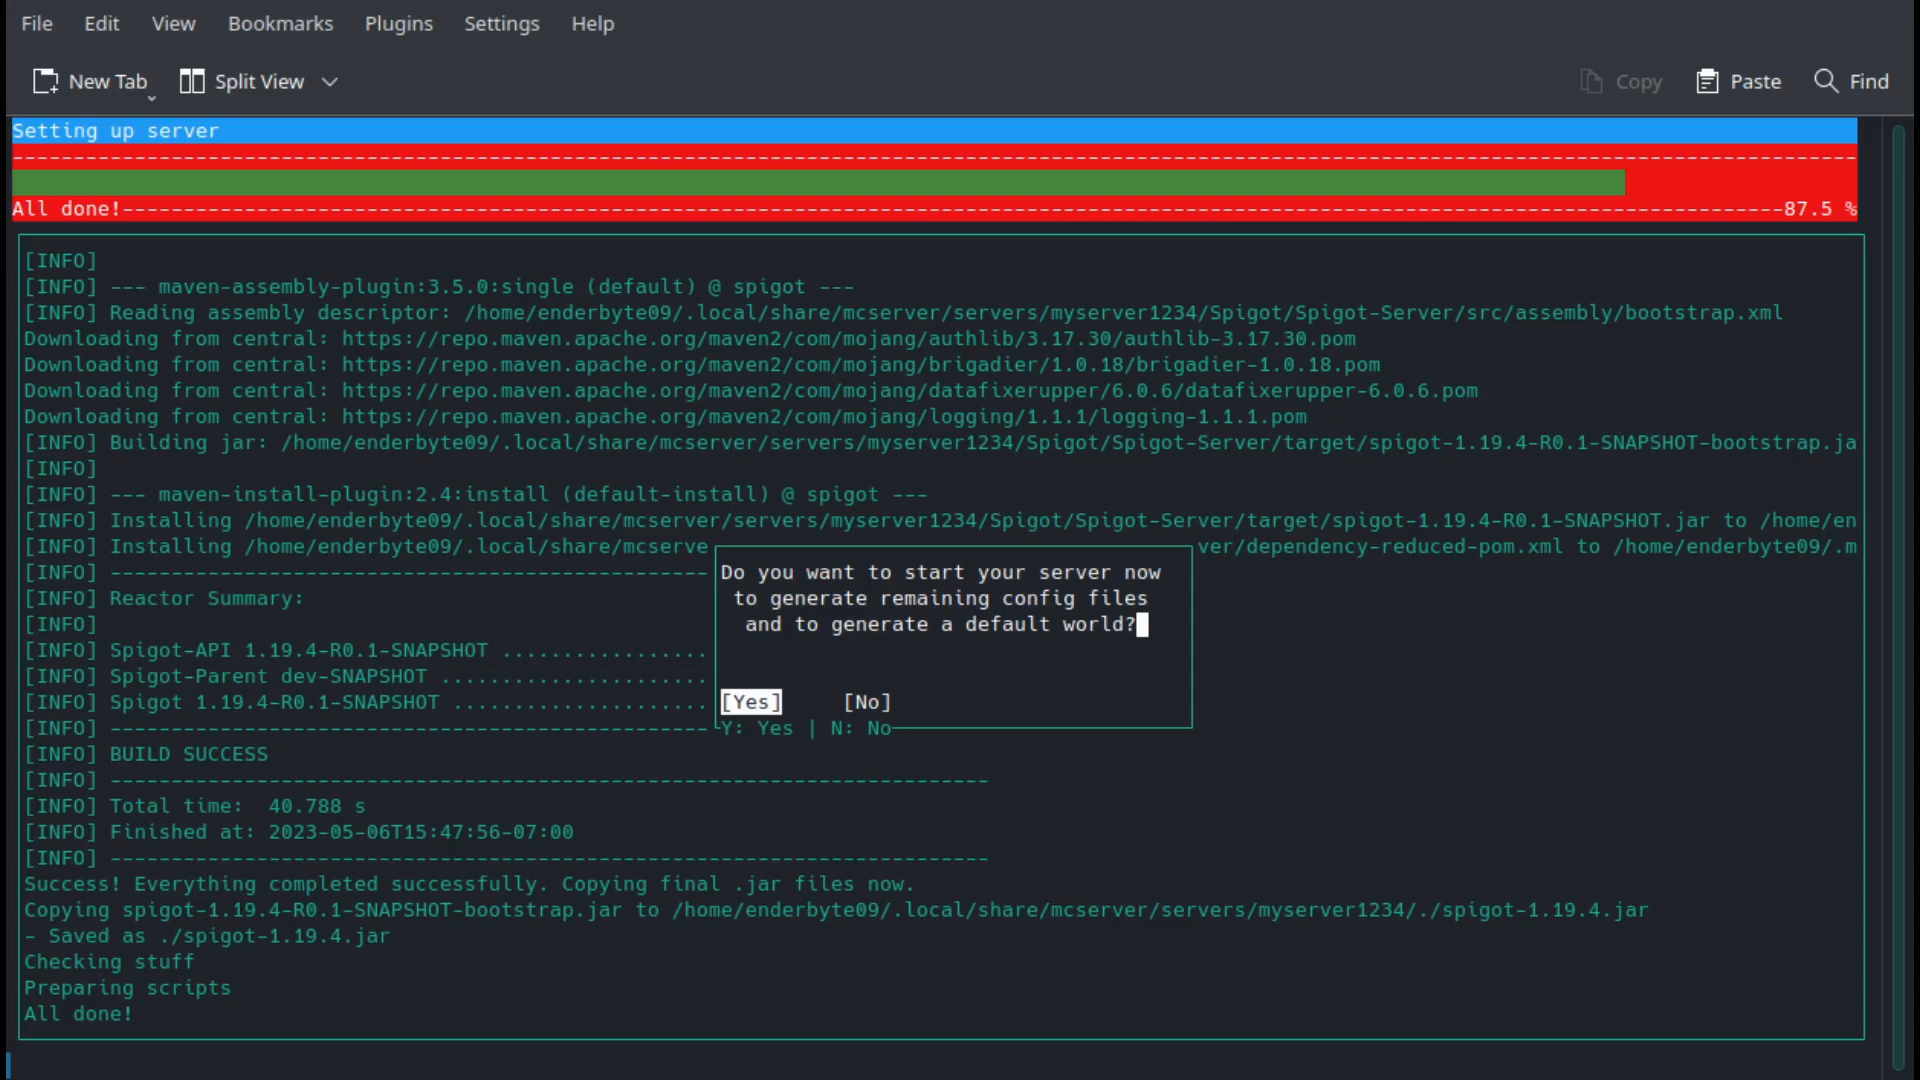 File Edit View Bookmarks Plugins Settings Help
New Tab Split View Copy Paste Find
Setting up server
--------------------------------------------------------------------------------------------------------------------------------------------------------
All done!----------------------------------------------------------------------------------------------------------------------------------------87.5 %
[INFO]
[INFO] --- maven-assembly-plugin:3.5.0:single (default) @ spigot ---
[INFO] Reading assembly descriptor: /home/enderbyte09/.local/share/mcserver/servers/myserver1234/Spigot/Spigot-Server/src/assembly/bootstrap.xml
Downloading from central: https://repo.maven.apache.org/maven2/com/mojang/authlib/3.17.30/authlib-3.17.30.pom
Downloading from central: https://repo.maven.apache.org/maven2/com/mojang/brigadier/1.0.18/brigadier-1.0.18.pom
Downloading from central: https://repo.maven.apache.org/maven2/com/mojang/datafixerupper/6.0.6/datafixerupper-6.0.6.pom
Downloading from central: https://repo.maven.apache.org/maven2/com/mojang/logging/1.1.1/logging-1.1.1.pom
[INFO] Building jar: /home/enderbyte09/.local/share/mcserver/servers/myserver1234/Spigot/Spigot-Server/target/spigot-1.19.4-R0.1-SNAPSHOT-bootstrap.ja
[INFO]
[INFO] --- maven-install-plugin:2.4:install (default-install) @ spigot ---
[INFO] Installing /home/enderbyte09/.local/share/mcserver/servers/myserver1234/Spigot/Spigot-Server/target/spigot-1.19.4-R0.1-SNAPSHOT.jar to /home/en
[INFO] Installing /home/enderbyte09/.local/share/mcserve ver/dependency-reduced-pom.xml to /home/enderbyte09/.m
[INFO] -------------------------------------------------
[INFO] Reactor Summary:
[INFO]
[INFO] Spigot-API 1.19.4-R0.1-SNAPSHOT .................
[INFO] Spigot-Parent dev-SNAPSHOT ......................
[INFO] Spigot 1.19.4-R0.1-SNAPSHOT .....................
[INFO] -------------------------------------------------
Do you want to start your server now
to generate remaining config files
and to generate a default world?
[Yes] [No]
Y: Yes | N: No
[INFO] BUILD SUCCESS
[INFO] ------------------------------------------------------------------------
[INFO] Total time:  40.788 s
[INFO] Finished at: 2023-05-06T15:47:56-07:00
[INFO] ------------------------------------------------------------------------
Success! Everything completed successfully. Copying final .jar files now.
Copying spigot-1.19.4-R0.1-SNAPSHOT-bootstrap.jar to /home/enderbyte09/.local/share/mcserver/servers/myserver1234/./spigot-1.19.4.jar
- Saved as ./spigot-1.19.4.jar
Checking stuff
Preparing scripts
All done!